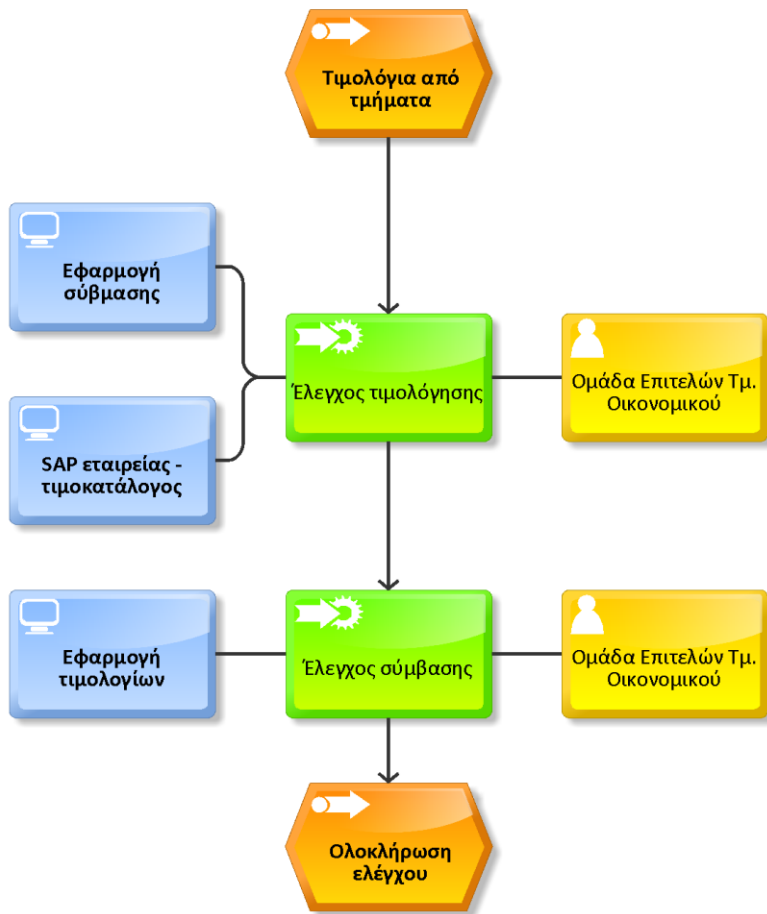 Τιμολόγια από
τμήματα
Εφαρμογή
σύβμασης
Έλεγχος τιμολόγησης
Ομάδα Επιτελών Τμ.
Οικονομικού
SAP εταιρείας -
τιμοκατάλογος
Εφαρμογή
τιμολογίων
Έλεγχος σύμβασης
Ομάδα Επιτελών Τμ.
Οικονομικού
Ολοκλήρωση
ελέγχου